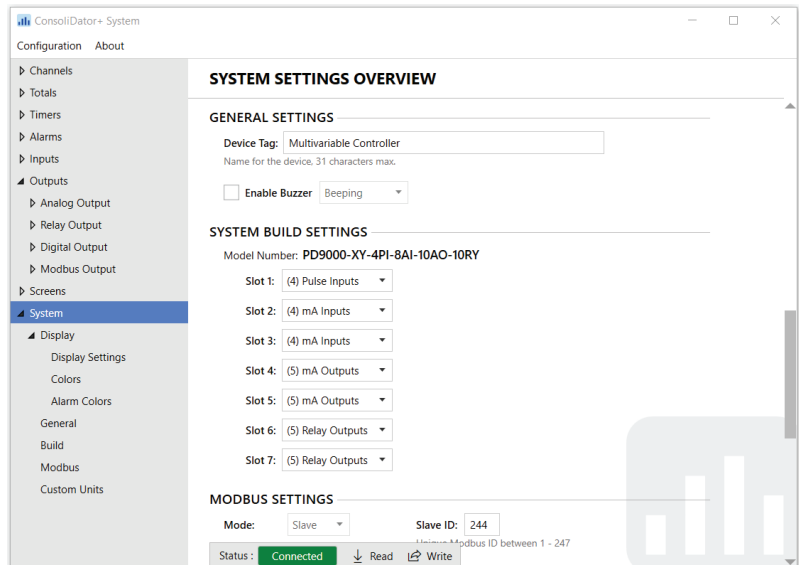 ConsoliDator+ System
Configuration About
Channels
Totals
Timers
Alarms
Inputs
Outputs
Analog Output
Relay Output
Digital Output
Modbus Output
Screens
System
Display
Display Settings
Colors
Alarm Colors
General
Build
Modbus
Custom Units
SYSTEM SETTINGS OVERVIEW
GENERAL SETTINGS
Device Tag: Multivariable Controller
Name for the device, 31 characters max.
Enable Buzzer Beeping
SYSTEM BUILD SETTINGS
Model Number: PD9000-XY-4PI-8AI-10AO-10RY
Slot 1: (4) Pulse Inputs
Slot 2: (4) mA Inputs
Slot 3: (4) mA Inputs
Slot 4: (5) mA Outputs
Slot 5: (5) mA Outputs
Slot 6: (5) Relay Outputs
Slot 7: (5) Relay Outputs
MODBUS SETTINGS
Mode: Slave Slave ID: 244
Unique Modbus ID between 1 - 247
Status : Connected Read Write